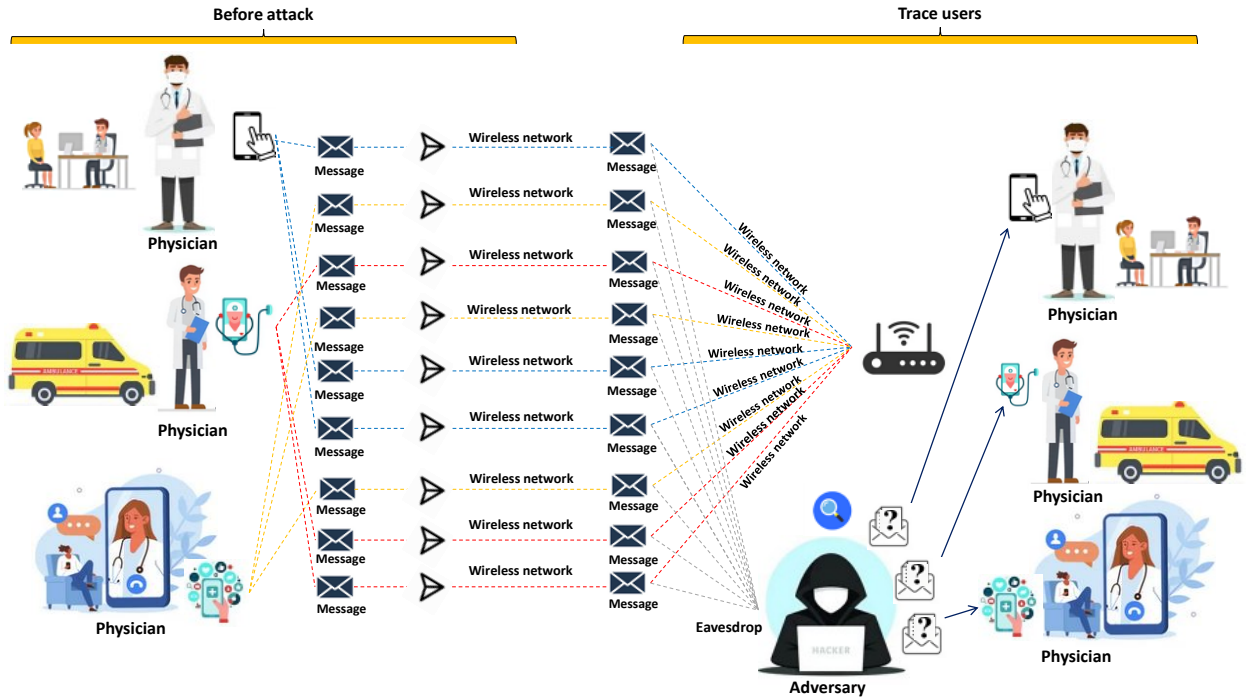 Before attack
Trace users
Wireless network
Message
Message
Wireless network
Message
Message
Physician
Wireless network
Message
Message
Wireless network
Message
Message
Wireless network
Message
Message
AMBULANCE
Physician
Wireless network
Message
Message
Wireless network
Message
Message
Wireless network
Message
Message
Wireless network
Message
Message
Physician
Wireless network
Wireless network
Wireless network
Wireless network
Wireless network
Wireless network
Wireless network
Wireless network
Wireless network
Eavesdrop
?
?
?
HACKER
Adversary
Physician
AMBULANCE
Physician
Physician